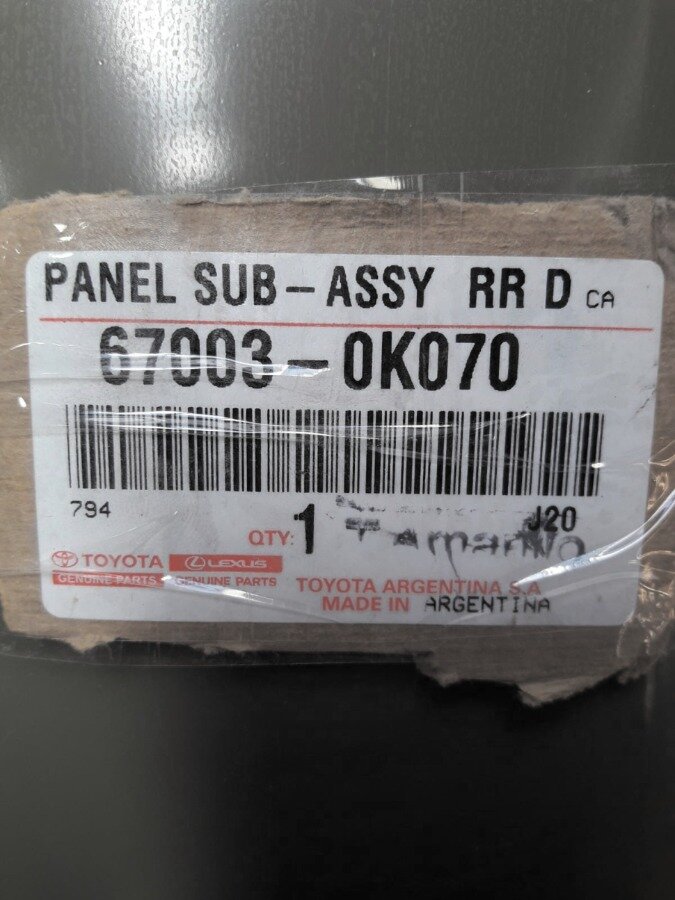 PANEL SUB-ASSY RR D CA
67003-0K070
794
J20
QTY: 1
TOYOTA
GENUINE PARTS
LEXUS
GENUINE PARTS
TOYOTA ARGENTINA S.A
MADE IN ARGENTINA